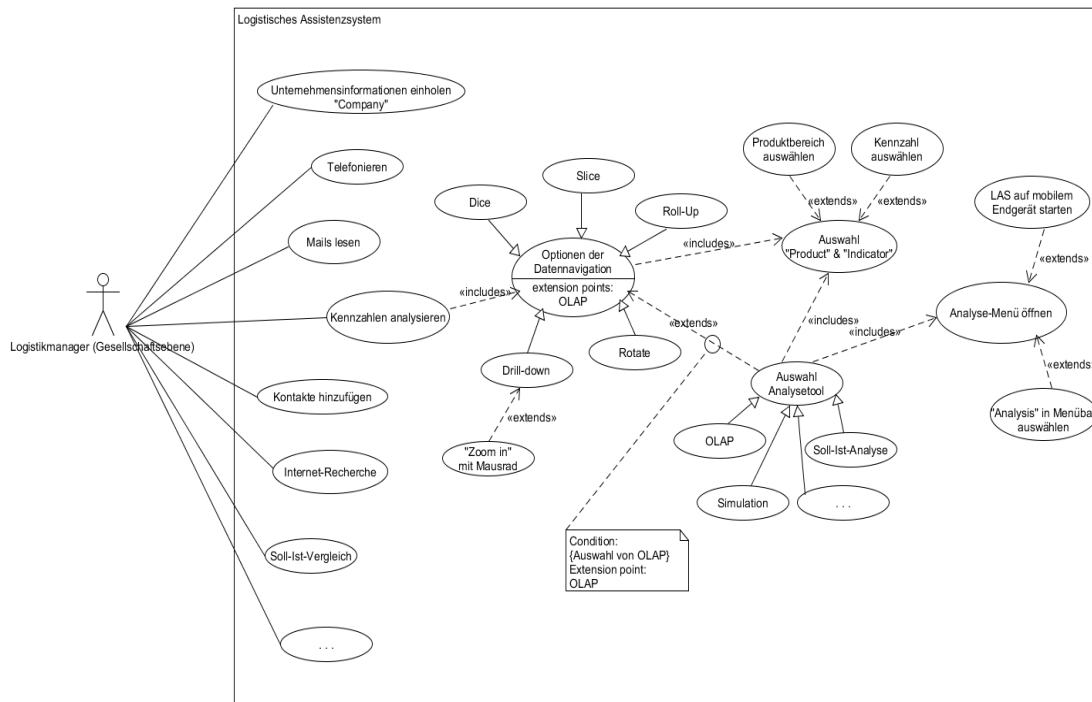 Logistisches Assistenzsystem
Unternehmensinformationen einholen
"Company"
Telefonieren
Mails lesen
Kennzahlen analysieren
Kontakte hinzufügen
Internet-Recherche
Soll-Ist-Vergleich
. . .
Logistikmanager (Gesellschaftsebene)
«includes»
Dice
Slice
Roll-Up
Optionen der
Datennavigation
extension points:
OLAP
Drill-down
Rotate
«extends»
"Zoom in"
mit Mausrad
«includes»
«extends»
Produktbereich
auswählen
Kennzahl
auswählen
«extends»
«extends»
Auswahl
"Product" & "Indicator"
«includes»
«includes»
LAS auf mobilem
Endgerät starten
«extends»
Analyse-Menü öffnen
«extends»
"Analysis" in Menüba
auswählen
Auswahl
Analysetool
OLAP
Soll-Ist-Analyse
Simulation
. . .
Condition:
{Auswahl von OLAP}
Extension point:
OLAP